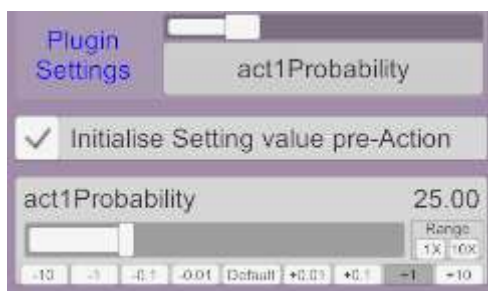 Plugin
Settings
act1Probability
Initialise Setting value pre-Action
act1Probability 25.00
Range
1X 10X
-10 -1 -0.1 -0.01 Default +0.01 +0.1 +1 +10